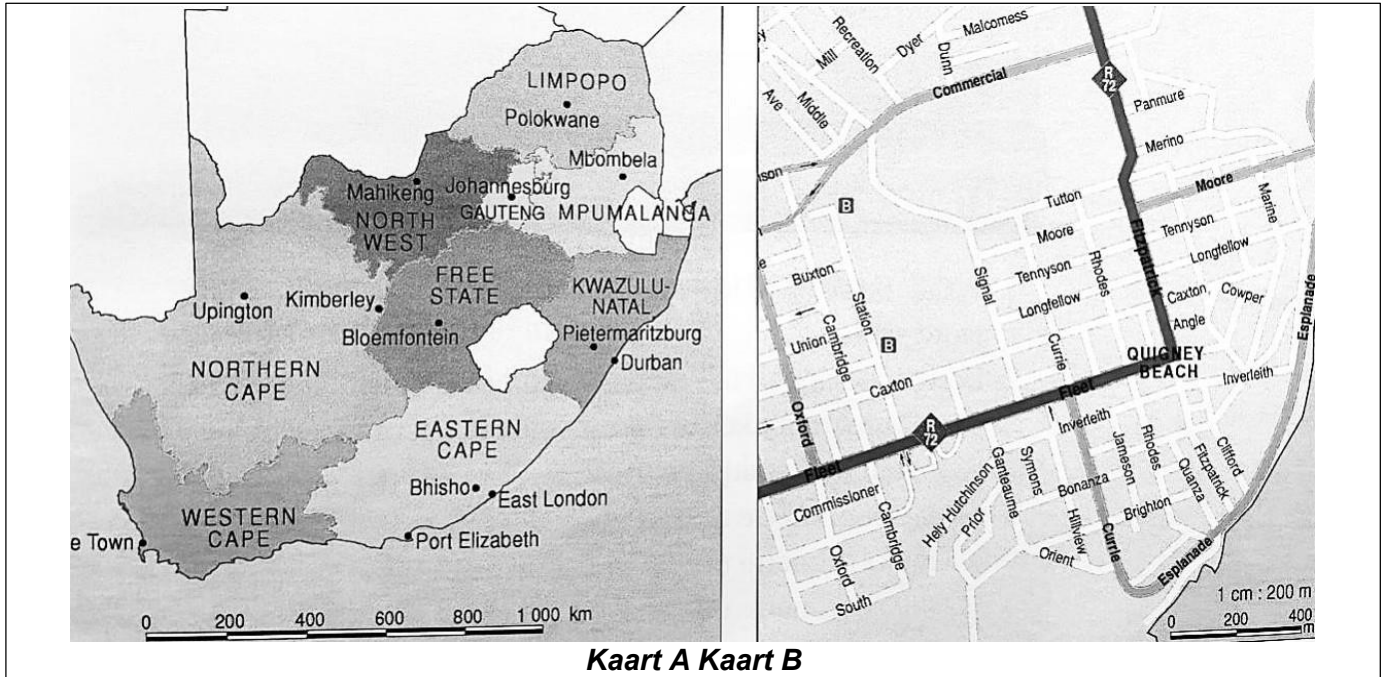 LIMPOPO
Polokwane
Mbombela
Mahikeng
Johannesburg
GAUTENG
MPUMALANGA
NORTH
WEST
FREE
STATE
KWAZULU-
NATAL
Upington
Kimberley
Bloemfontein
Pietermaritzburg
Durban
NORTHERN
CAPE
EASTERN
CAPE
Bhisho
East London
WESTERN
CAPE
e Town
Port Elizabeth
0 200 400 600 800 1 000 km
Recreation
Malcomess
Dyer
Dunn
Mill
Commercial
R
72
Ave
Middle
Panmure
Merino
nson
Moore
Tutton
Marine
B
Moore
Tennyson
Fitzpatrick
Longfellow
Buxton
Station
Signal
Tennyson
Rhodes
Longfellow
Caxton
Cowper
Esplanade
Union
Cambridge
B
Currie
Angle
QUIGNEY
BEACH
Caxton
Fleet
Inverleith
Oxford
R
72
Inverleith
Fleet
Commissioner
Hely Hutchinson
Prior
Ganteaume
Symons
Bonanza
Jameson
Rhodes
Quanza
Fitzpatrick
Clifford
Brighton
Cambridge
Hillview
Currie
Orient
Esplanade
Oxford
South
1 cm : 200 m
0 200 400
m
Kaart A Kaart B